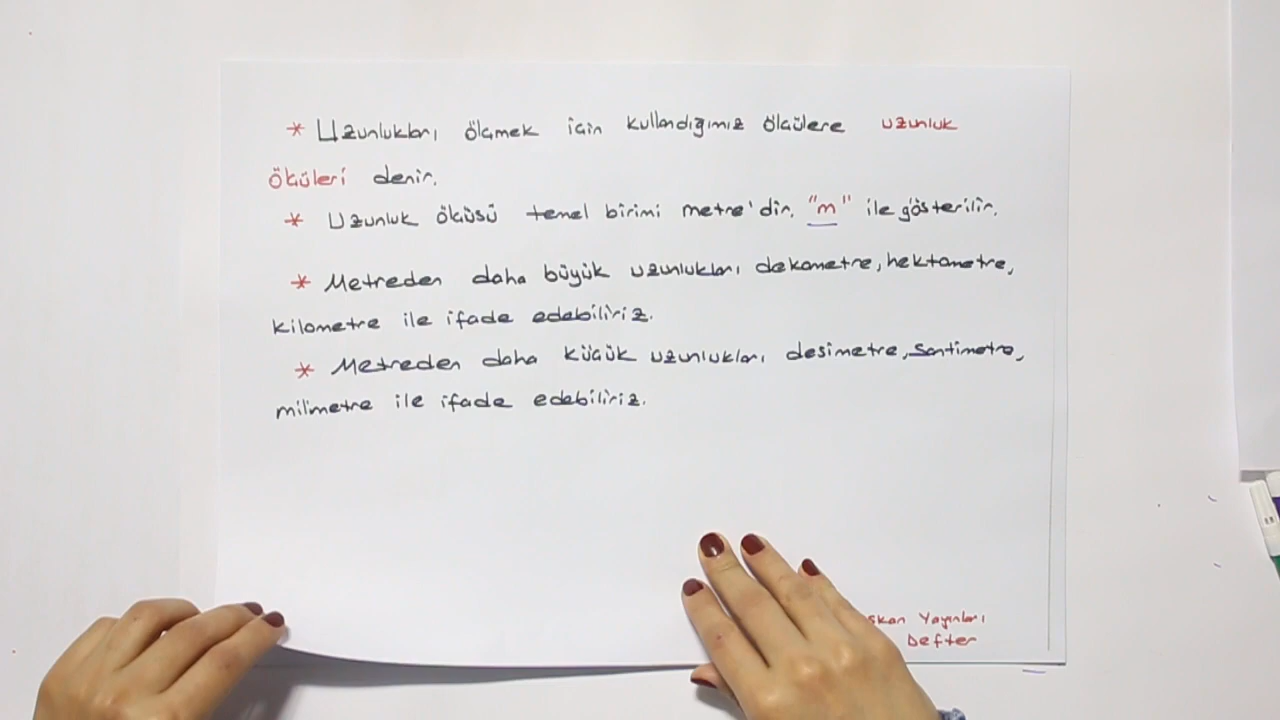 * Uzunlukları ölçmek için kullandığımız ölçülere uzunluk
ölçüleri denir.
* Uzunluk ölçüsü temel birimi metre'dir. "m" ile gösterilir.
* Metreden daha büyük uzunlukları dekametre, hektometre,
kilometre ile ifade edebiliriz.
* Metreden daha küçük uzunlukları desimetre, santimetre,
milimetre ile ifade edebiliriz.
Yayınları
Defter